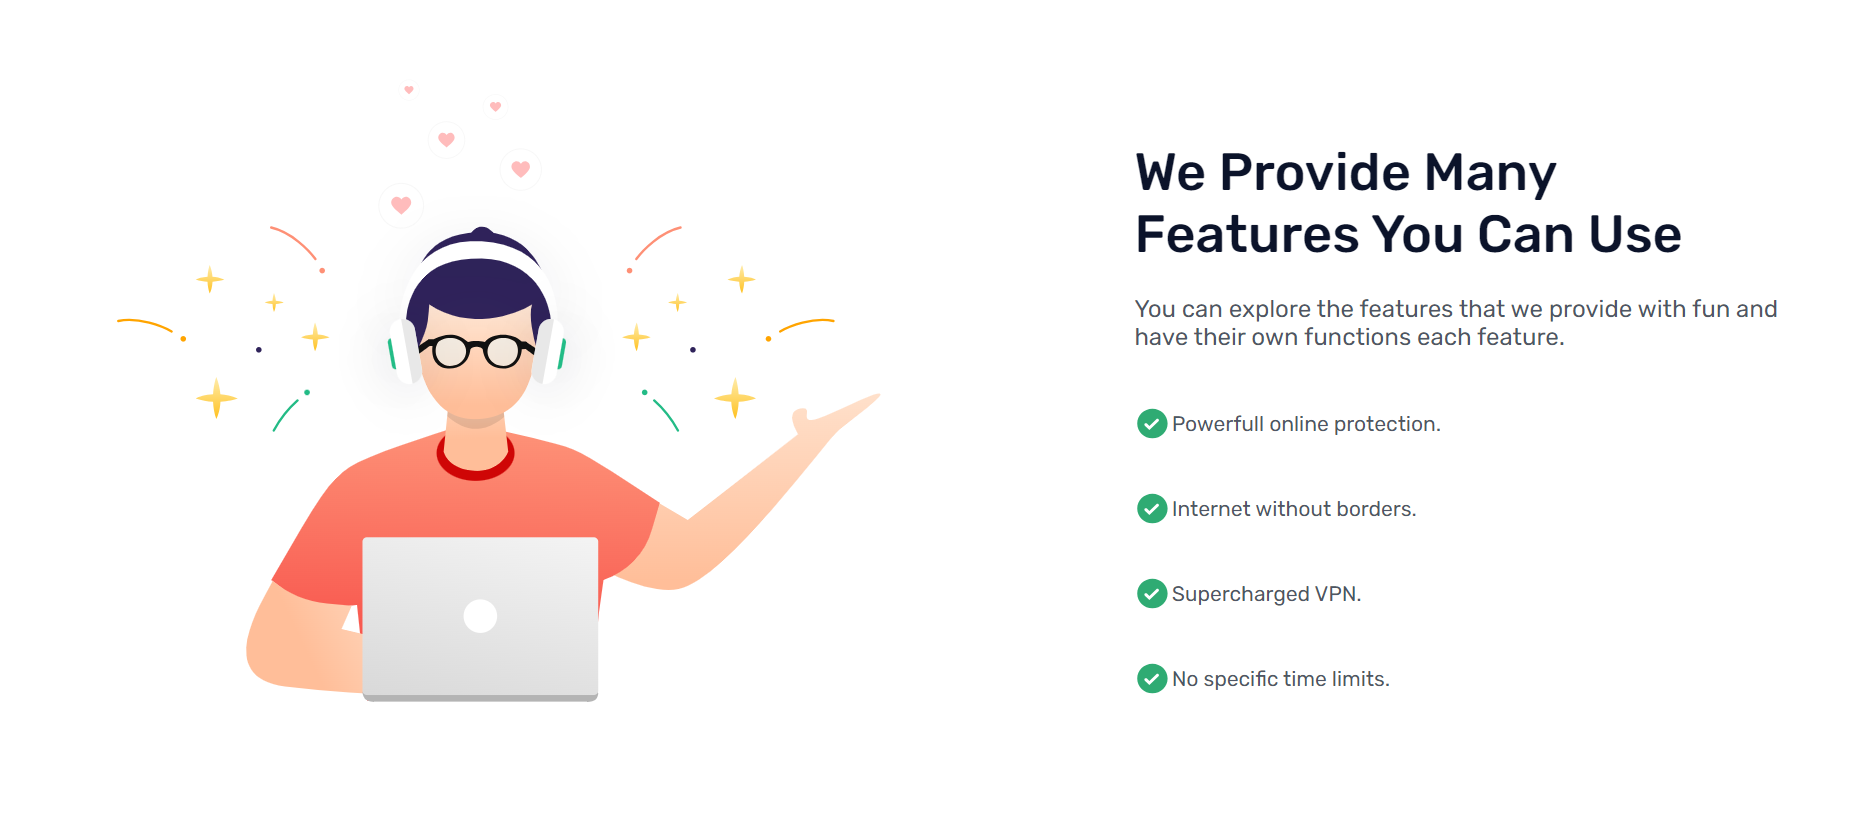 We Provide Many
Features You Can Use
You can explore the features that we provide with fun and
have their own functions each feature.
Powerfull online protection.
Internet without borders.
Supercharged VPN.
No specific time limits.